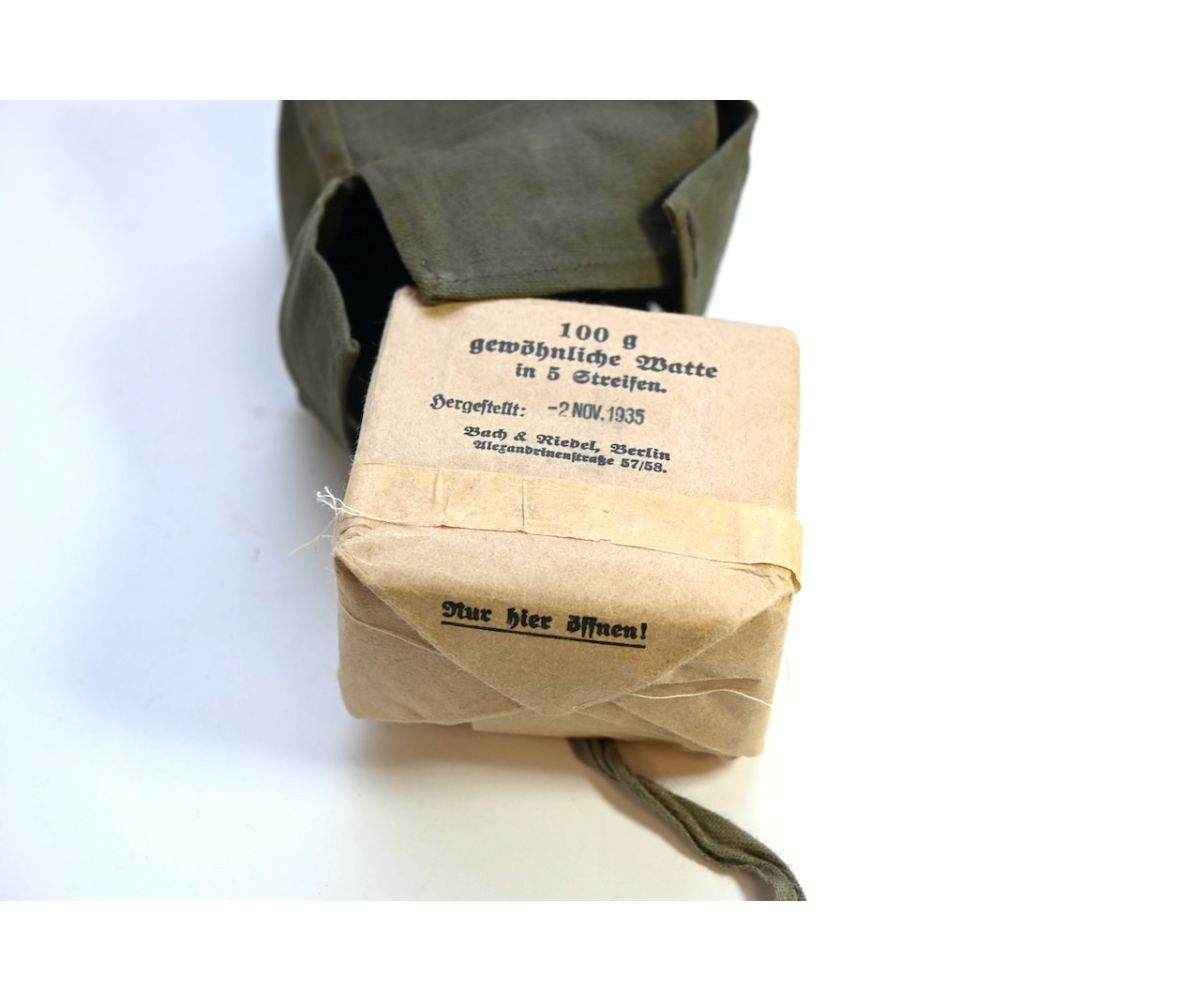 100 g
gewöhnliche Watte
in 5 Streifen.
Hergestellt: -2 NOV. 1935
Bach & Riedel, Berlin
Alexandrinenstraße 57/58.
Nur hier öffnen!